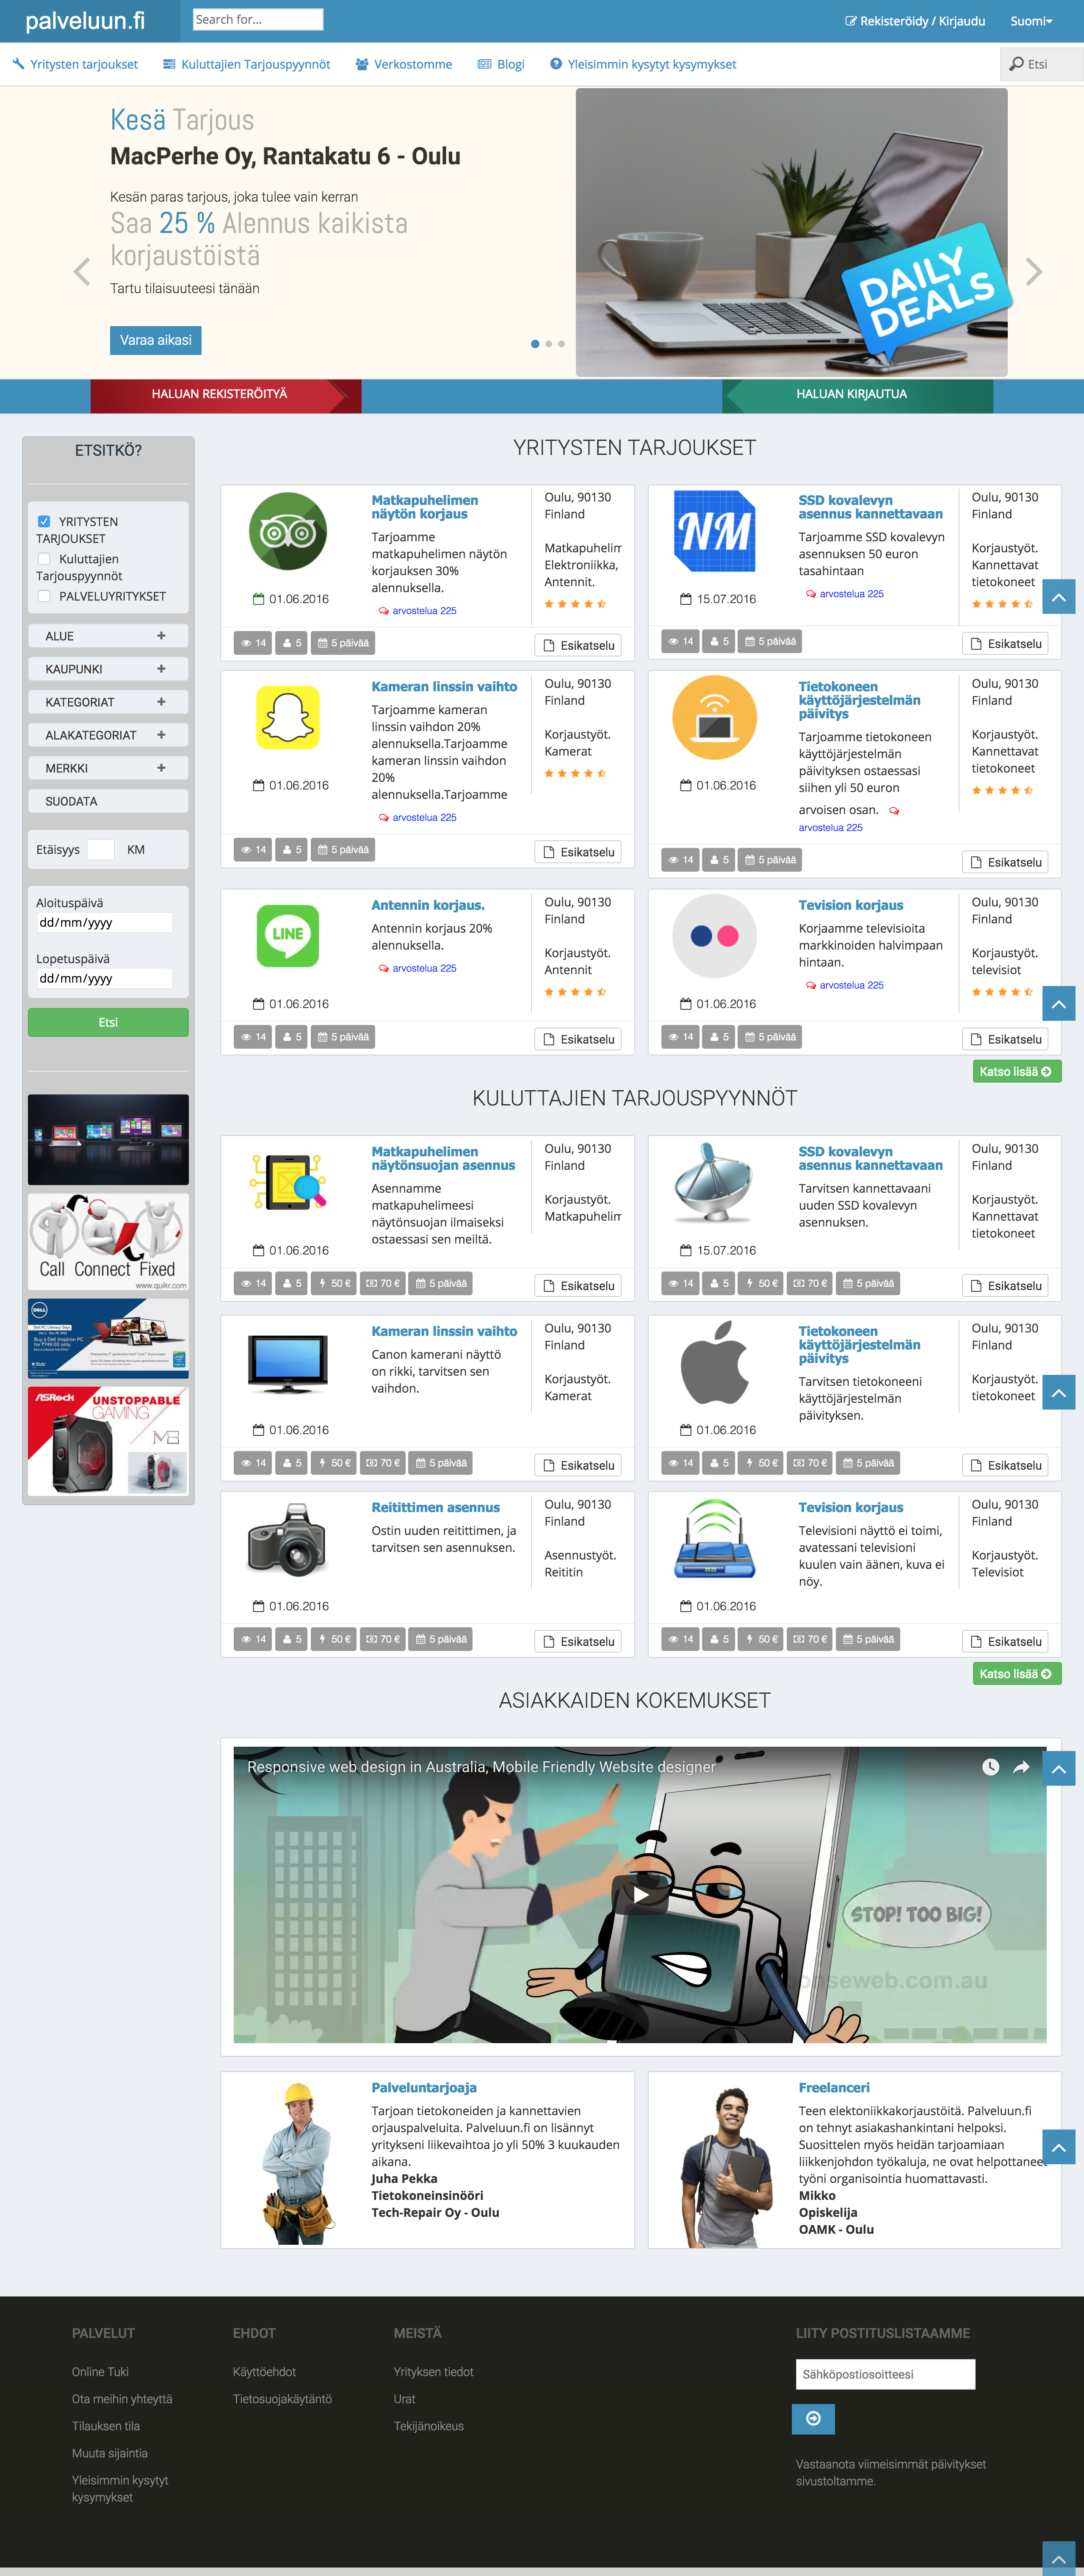 palveluun.fi
Search for...
Rekisteröidy / Kirjaudu
Suomi
Yritysten tarjoukset
Kuluttajien Tarjouspyynnöt
Verkostomme
Blogi
Yleisimmin kysytyt kysymykset
Etsi
Kesä Tarjous
MacPerhe Oy, Rantakatu 6 - Oulu
Kesän paras tarjous, joka tulee vain kerran
Saa 25 % Alennus kaikista
korjaustöistä
Tartu tilaisuuteesi tänään
Varaa aikasi
DAILY
DEALS
HALUAN REKISTERÖITYÄ
HALUAN KIRJAUTUA
ETSITKÖ?
YRITYSTEN
TARJOUKSET
Kuluttajien
Tarjouspyynnöt
PALVELUYRITYKSET
ALUE
KAUPUNKI
KATEGORIAT
ALAKATEGORIAT
MERKKI
SUODATA
Etäisyys KM
Aloituspäivä
dd/mm/yyyy
Lopetuspäivä
dd/mm/yyyy
Etsi
Call Connect Fixed
www.quikr.com
DELL
ASRock
UNSTOPPABLE
GAMING
M8
YRITYSTEN TARJOUKSET
Matkapuhelimen
näytön korjaus
Tarjoamme
matkapuhelimen näytön
korjauksen 30%
alennuksella.
arvostelua 225
01.06.2016
Oulu, 90130
Finland
Matkapuhelim
Elektroniikka,
Antennit.
14
5
5 päivää
Esikatselu
NM
SSD kovalevyn
asennus kannettavaan
Tarjoamme SSD kovalevyn
asennuksen 50 euron
tasahintaan
arvostelua 225
15.07.2016
Oulu, 90130
Finland
Korjaustyöt.
Kannettavat
tietokoneet
14
5
5 päivää
Esikatselu
Kameran linssin vaihto
Tarjoamme kameran
linssin vaihdon 20%
alennuksella.Tarjoamme
kameran linssin vaihdon
20%
alennuksella.Tarjoamme
arvostelua 225
01.06.2016
Oulu, 90130
Finland
Korjaustyöt.
Kamerat
14
5
5 päivää
Esikatselu
Tietokoneen
käyttöjärjestelmän
päivitys
Tarjoamme tietokoneen
käyttöjärjestelmän
päivityksen ostaessasi
siihen yli 50 euron
arvoisen osan.
arvostelua 225
01.06.2016
Oulu, 90130
Finland
Korjaustyöt.
Kannettavat
tietokoneet
14
5
5 päivää
Esikatselu
LINE
Antennin korjaus.
Antennin korjaus 20%
alennuksella.
arvostelua 225
01.06.2016
Oulu, 90130
Finland
Korjaustyöt.
Antennit
14
5
5 päivää
Esikatselu
Tevision korjaus
Korjaamme televisioita
markkinoiden halvimpaan
hintaan.
arvostelua 225
01.06.2016
Oulu, 90130
Finland
Korjaustyöt.
televisiot
14
5
5 päivää
Esikatselu
Katso lisää
KULUTTAJIEN TARJOUSPYYNNÖT
Matkapuhelimen
näytönsuojan asennus
Asennamme
matkapuhelimeesi
näytönsuojan ilmaiseksi
ostaessasi sen meiltä.
01.06.2016
Oulu, 90130
Finland
Korjaustyöt.
Matkapuhelim
14
5
50 €
70 €
5 päivää
Esikatselu
SSD kovalevyn
asennus kannettavaan
Tarvitsen kannettavaani
uuden SSD kovalevyn
asennuksen.
15.07.2016
Oulu, 90130
Finland
Korjaustyöt.
Kannettavat
tietokoneet
14
5
50 €
70 €
5 päivää
Esikatselu
Kameran linssin vaihto
Canon kamerani näyttö
on rikki, tarvitsen sen
vaihdon.
01.06.2016
Oulu, 90130
Finland
Korjaustyöt.
Kamerat
14
5
50 €
70 €
5 päivää
Esikatselu
Tietokoneen
käyttöjärjestelmän
päivitys
Tarvitsen tietokoneeni
käyttöjärjestelmän
päivityksen.
01.06.2016
Oulu, 90130
Finland
Korjaustyöt.
tietokoneet
14
5
50 €
70 €
5 päivää
Esikatselu
Reitittimen asennus
Ostin uuden reitittimen, ja
tarvitsen sen asennuksen.
01.06.2016
Oulu, 90130
Finland
Asennustyöt.
Reititin
14
5
50 €
70 €
5 päivää
Esikatselu
Tevision korjaus
Televisioni näyttö ei toimi,
avatessani televisioni
kuulen vain äänen, kuva ei
nöy.
01.06.2016
Oulu, 90130
Finland
Korjaustyöt.
Televisiot
14
5
50 €
70 €
5 päivää
Esikatselu
Katso lisää
ASIAKKAIDEN KOKEMUKSET
Responsive web design in Australia, Mobile Friendly Website designer
STOP! TOO BIG!
onseweb.com.au
Palveluntarjoaja
Tarjoan tietokoneiden ja kannettavien
orjauspalveluita. Palveluun.fi on lisännyt
yritykseni liikevaihtoa jo yli 50% 3 kuukauden
aikana.
Juha Pekka
Tietokoneinsinööri
Tech-Repair Oy - Oulu
Freelanceri
Teen elektoniikkakorjaustöitä. Palveluun.fi
on tehnyt asiakashankintani helpoksi.
Suosittelen myös heidän tarjoamiaan
liikkenjohdon työkaluja, ne ovat helpottaneet
työni organisointia huomattavasti.
Mikko
Opiskelija
OAMK - Oulu
PALVELUT
Online Tuki
Ota meihin yhteyttä
Tilauksen tila
Muuta sijaintia
Yleisimmin kysytyt
kysymykset
EHDOT
Käyttöehdot
Tietosuojakäytäntö
MEISTÄ
Yrityksen tiedot
Urat
Tekijänoikeus
LIITY POSTITUSLISTAAMME
Sähköpostiosoitteesi
Vastaanota viimeisimmät päivitykset
sivustoltamme.